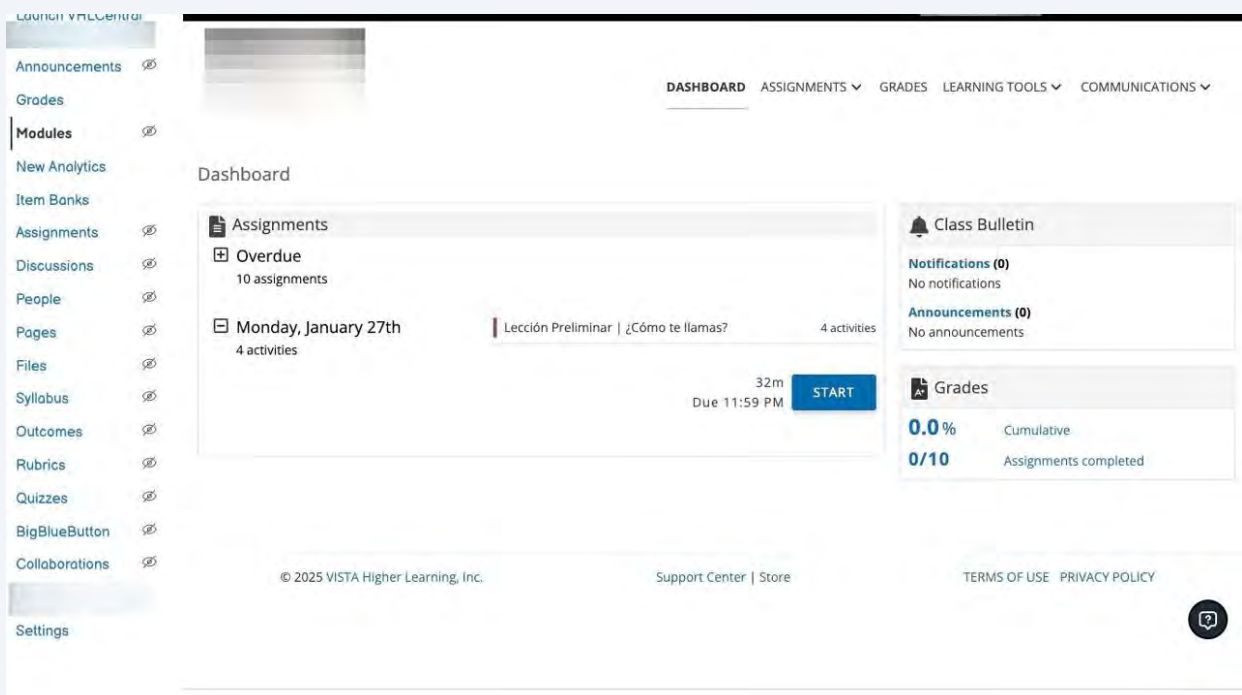 Launch VHLCentral
Announcements
Grades
Modules
New Analytics
Item Banks
Assignments
Discussions
People
Pages
Files
Syllabus
Outcomes
Rubrics
Quizzes
BigBlueButton
Collaborations
Settings
DASHBOARD ASSIGNMENTS GRADES LEARNING TOOLS COMMUNICATIONS
Dashboard
Assignments
Overdue
10 assignments
Monday, January 27th
4 activities
Lección Preliminar | ¿Cómo te llamas? 4 activities
32m
Due 11:59 PM
START
Class Bulletin
Notifications (0)
No notifications
Announcements (0)
No announcements
A+ Grades
0.0% Cumulative
0/10 Assignments completed
© 2025 VISTA Higher Learning, Inc. Support Center | Store TERMS OF USE PRIVACY POLICY